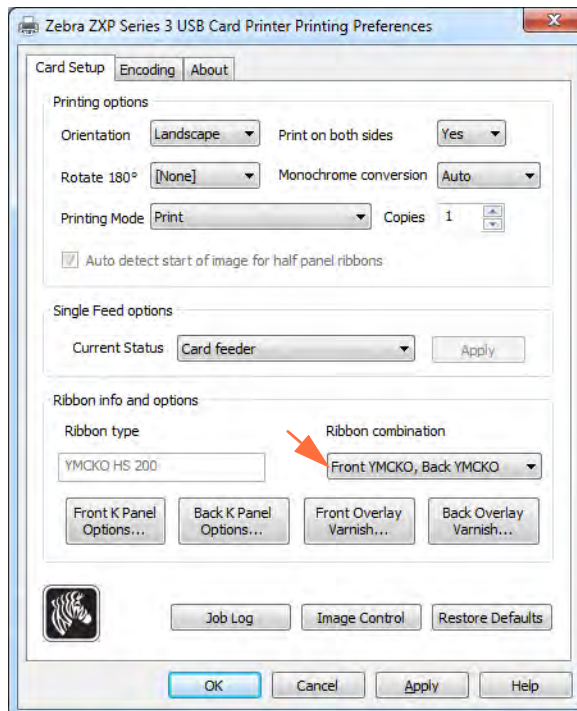 Zebra ZXP Series 3 USB Card Printer Printing Preferences
Card Setup Encoding About
Printing options
Orientation Landscape Print on both sides Yes
Rotate 180° [None] Monochrome conversion Auto
Printing Mode Print Copies 1
Auto detect start of image for half panel ribbons
Single Feed options
Current Status Card feeder Apply
Ribbon info and options
Ribbon type Ribbon combination
YMCKO HS 200 Front YMCKO, Back YMCKO
Front K Panel Back K Panel Front Overlay Back Overlay
Options... Options... Varnish... Varnish...
Job Log Image Control Restore Defaults
OK Cancel Apply Help